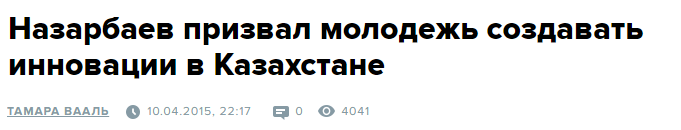 Назарбаев призвал молодежь создавать
инновации в Казахстане
ТАМАРА ВААЛЬ 10.04.2015, 22:17 0 4041